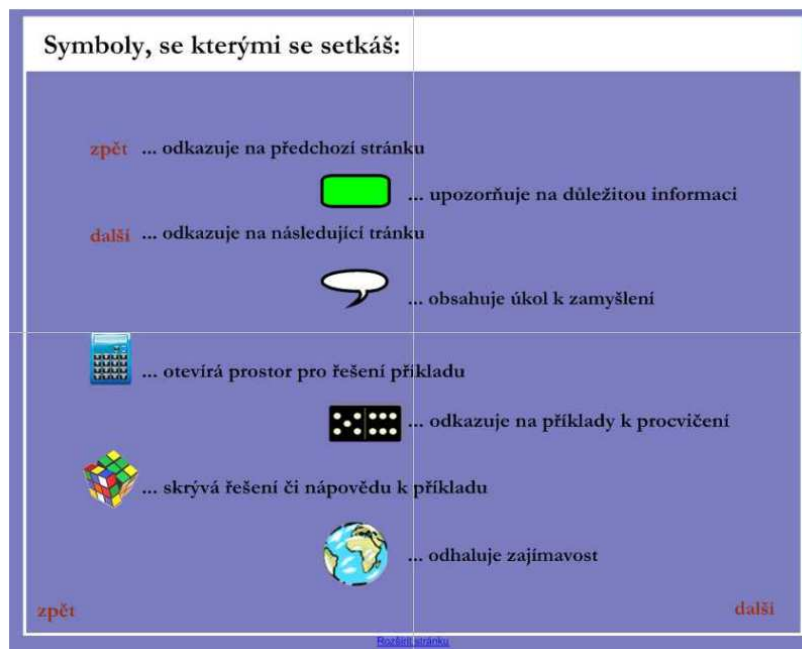 Symboly, se kterými se setkáš:
zpět ... odkazuje na předchozí stránku
... upozorňuje na důležitou informaci
další ... odkazuje na následující tránku
... obsahuje úkol k zamyšlení
... otevírá prostor pro řešení příkladu
... odkazuje na příklady k procvičení
... skrývá řešení či nápovědu k příkladu
... odhaluje zajímavost
zpět
další
Rozšířit stránku